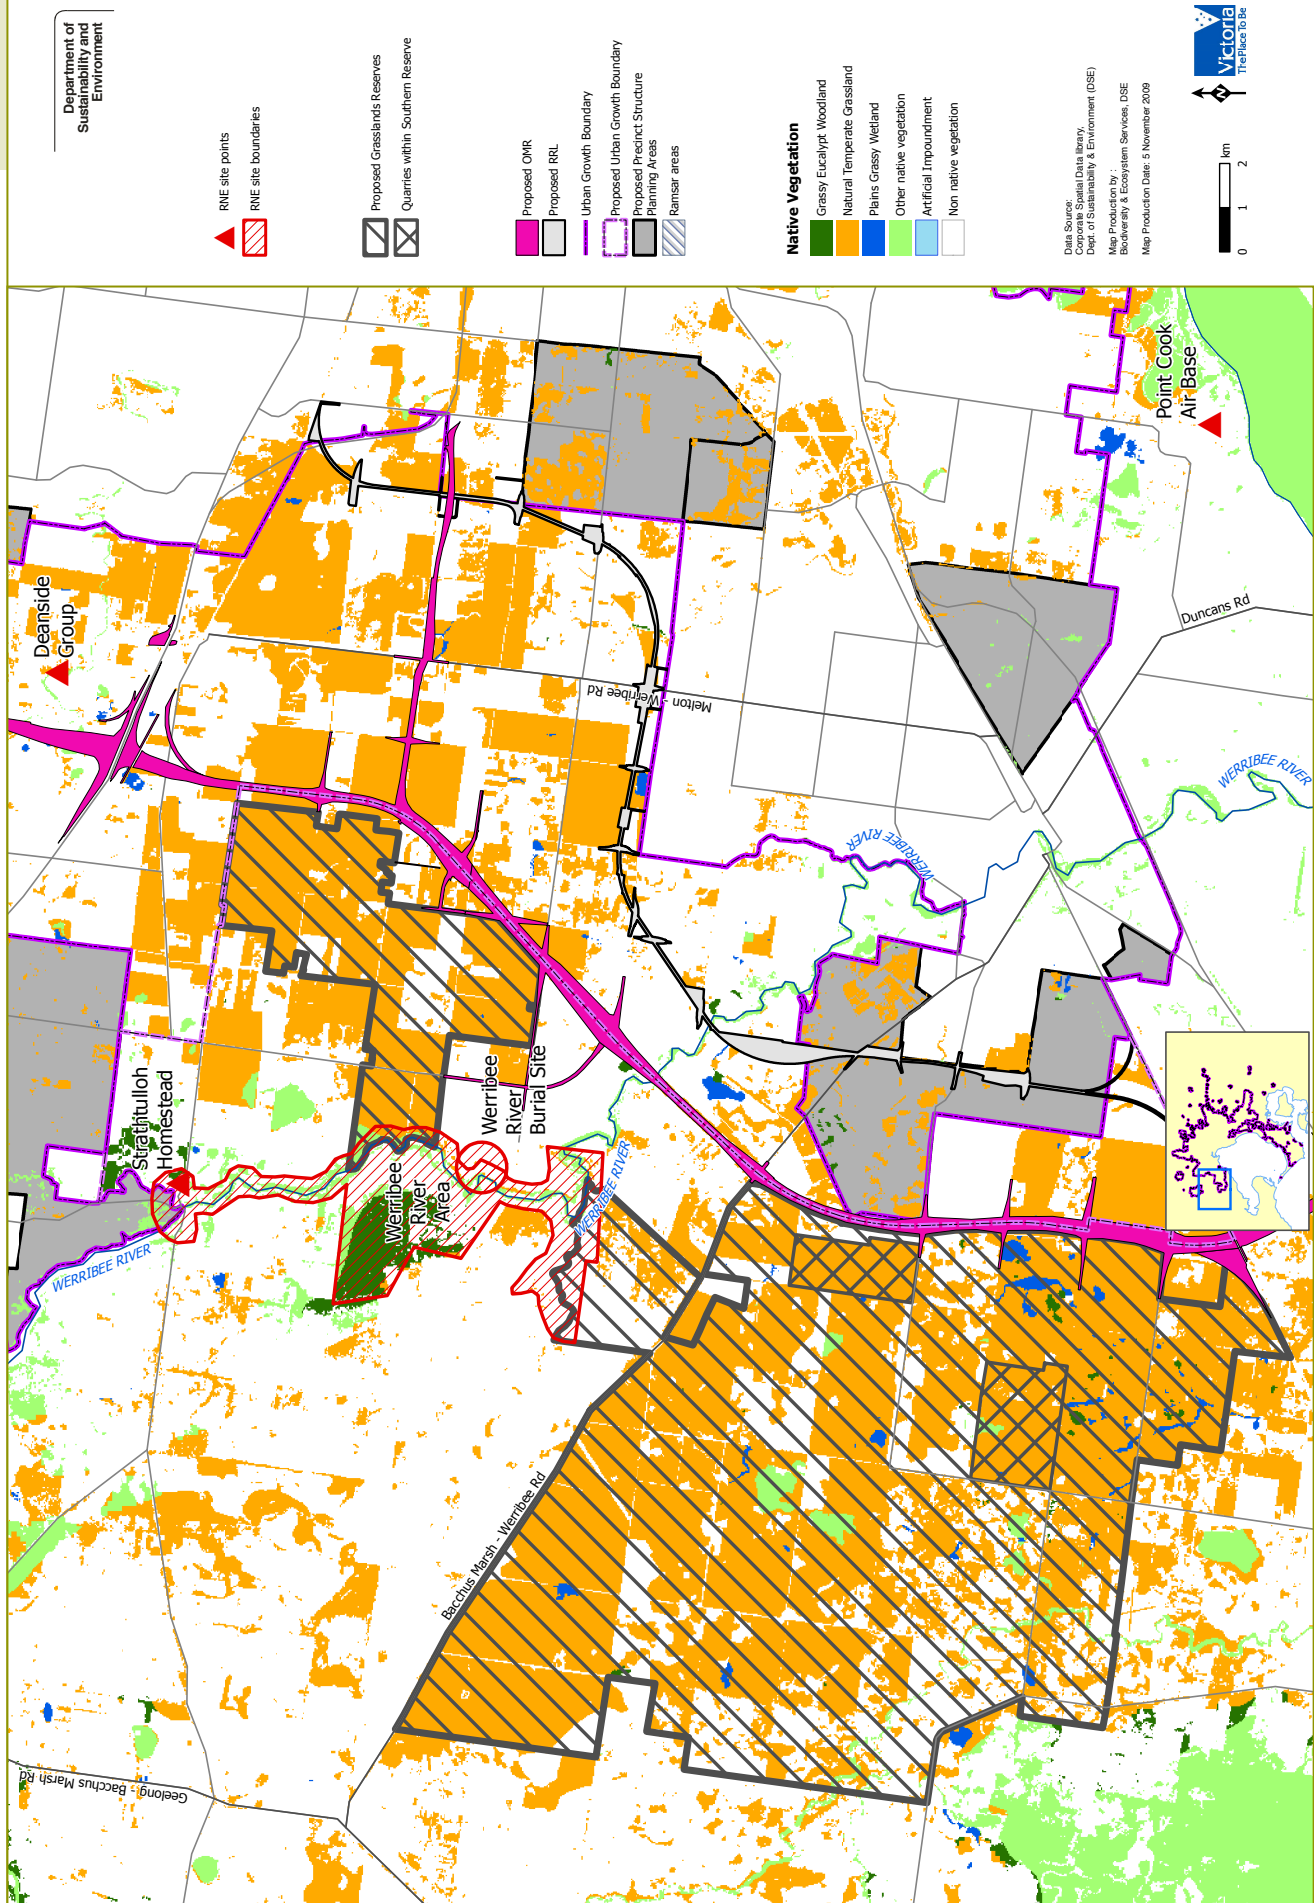 Department of
Sustainability and
Environment
RNE site points
RNE site boundaries
Proposed Grasslands Reserves
Quarries within Southern Reserve
Proposed OMR
Proposed RRL
Urban Growth Boundary
Proposed Urban Growth Boundary
Proposed Precinct Structure
Planning Areas
Ramsar areas
Native Vegetation
Grassy Eucalypt Woodland
Natural Temperate Grassland
Plains Grassy Wetland
Other native vegetation
Artificial Impoundment
Non native vegetation
Data Source:
Corporate Spatial Data library,
Dept. of Sustainability & Environment (DSE)
Map Production by :
Biodiversity & Ecosystem Services, DSE
Map Production Date: 5 November 2009
0 1 2
km
N
Victoria
The Place To Be
Deanside
Group
Point Cook
Air Base
Duncans Rd
Melton - Werribee Rd
WERRIBEE RIVER
WERRIBEE RIVER
Strathtulloh
Homestead
Werribee
River
Burial Site
Werribee
River
Area
WERRIBEE RIVER
WERRIBEE RIVER
Bacchus Marsh - Werribee Rd
Geelong - Bacchus Marsh Rd